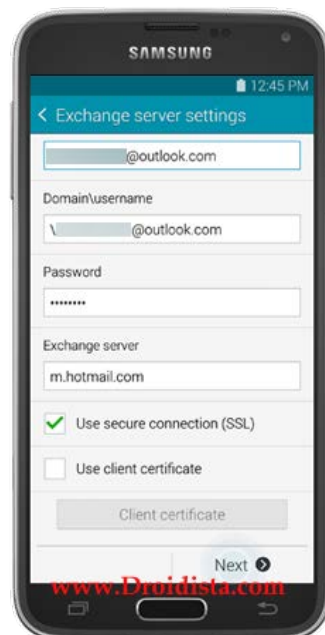 SAMSUNG
12:45 PM
< Exchange server settings
@outlook.com
Domain\username
\ @outlook.com
Password
••••••••
Exchange server
m.hotmail.com
Use secure connection (SSL)
Use client certificate
Client certificate
Next
www.Droidista.com